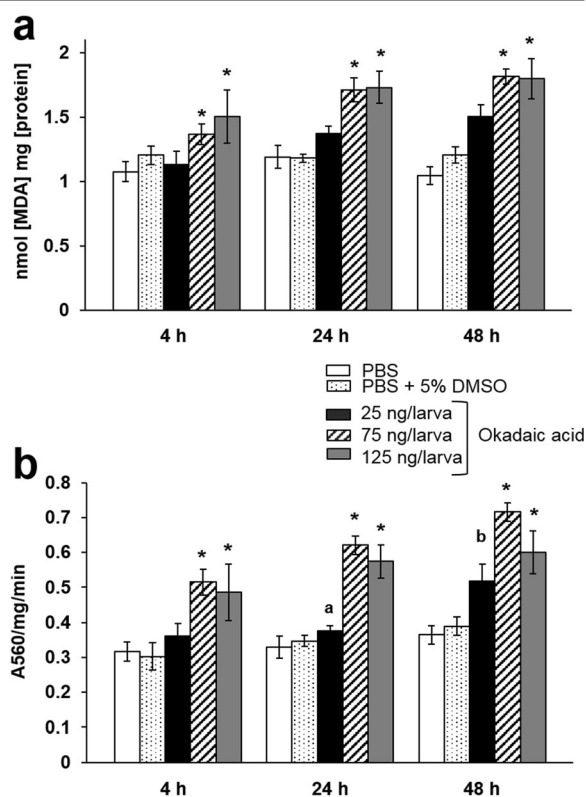 a
nmol [MDA] mg [protein]
2
1.5
1
0.5
0
* *
* *
* *
4 h 24 h 48 h
PBS
PBS + 5% DMSO
25 ng/larva
75 ng/larva
125 ng/larva
Okadaic acid
b
A560/mg/min
0.8
0.7
0.6
0.5
0.4
0.3
0.2
0.1
0
* *
a * *
b * *
4 h 24 h 48 h